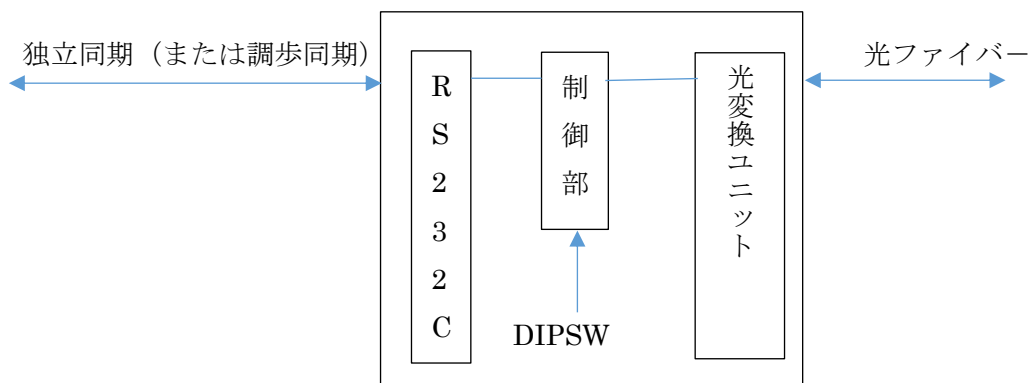 独立同期（または調歩同期）
光ファイバー
RS232C
制御部
光変換ユニット
DIPSW